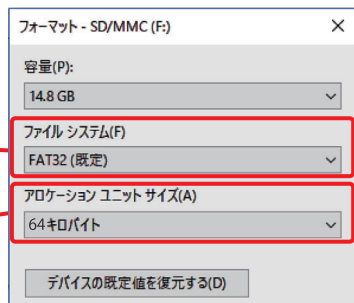 フォーマット - SD/MMC (F:)
容量(P):
14.8 GB
ファイル システム(F)
FAT32 (既定)
アロケーション ユニット サイズ(A)
64キロバイト
デバイスの既定値を復元する(D)